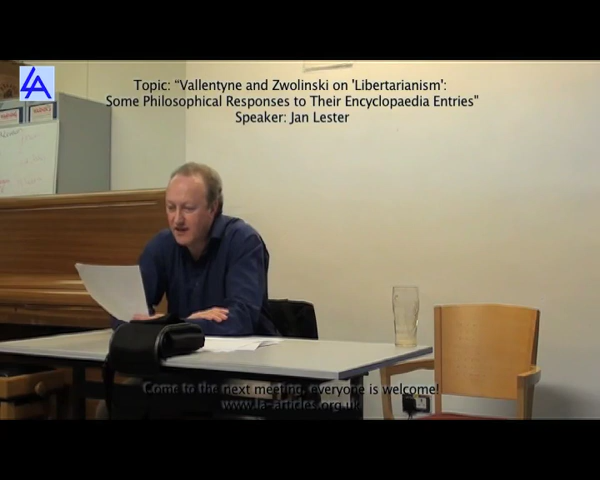 LA
Topic: “Vallentyne and Zwolinski on 'Libertarianism':
Some Philosophical Responses to Their Encyclopaedia Entries"
Speaker: Jan Lester
Come to the next meeting, everyone is welcome!
www.la-articles.org.uk